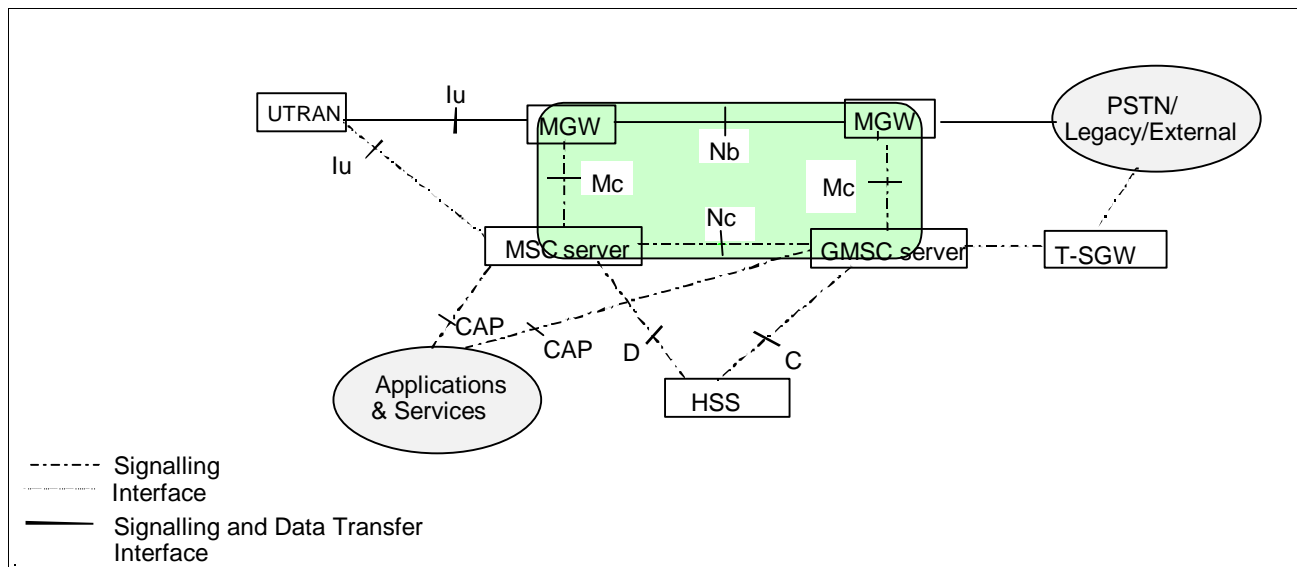 Iu
UTRAN
MGW
MGW
PSTN/
Legacy/External
Iu
Nb
Mc
Mc
Nc
MSC server
GMSC server
T-SGW
CAP
CAP
D
C
Applications
& Services
HSS
Signalling
Interface
Signalling and Data Transfer
Interface